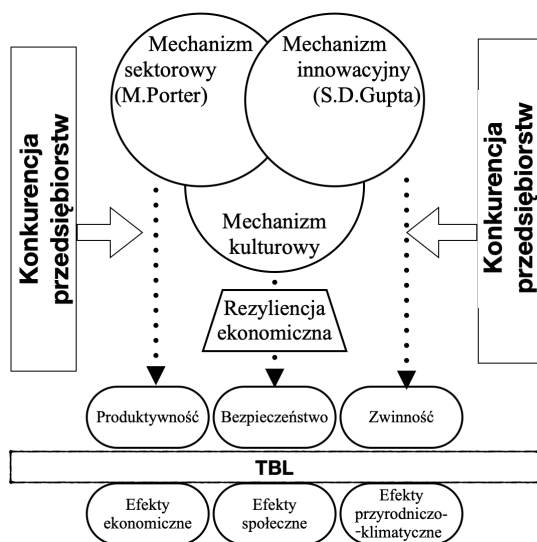 Mechanizm
sektorowy
(M.Porter)
Mechanizm
innowacyjny
(S.D.Gupta)
Konkurencja
przedsiębiorstw
Konkurencja
przedsiębiorstw
Mechanizm
kulturowy
Rezyliencja
ekonomiczna
Produktywność
Bezpieczeństwo
Zwinność
TBL
Efekty
ekonomiczne
Efekty
społeczne
Efekty
przyrodniczo-
-klimatyczne